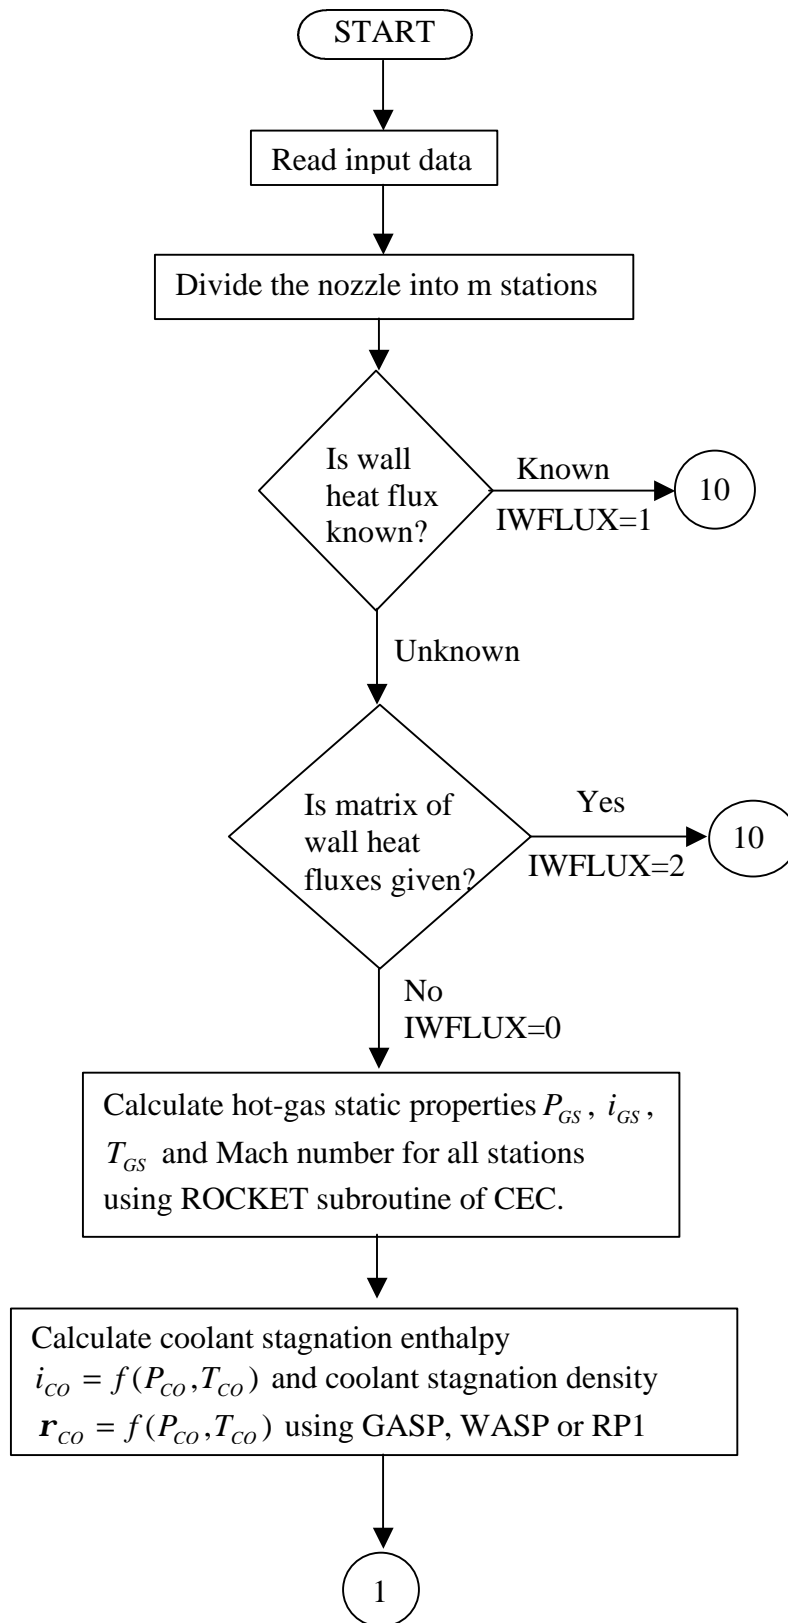 START
Read input data
Divide the nozzle into m stations
Is wall
heat flux
known?
Known
IWFLUX=1
10
Unknown
Is matrix of
wall heat
fluxes given?
Yes
IWFLUX=2
10
No
IWFLUX=0
Calculate hot-gas static properties P_GS , i_GS ,
T_GS and Mach number for all stations
using ROCKET subroutine of CEC.
Calculate coolant stagnation enthalpy
i_CO = f(P_CO,T_CO) and coolant stagnation density
r_CO = f(P_CO,T_CO) using GASP, WASP or RP1
1